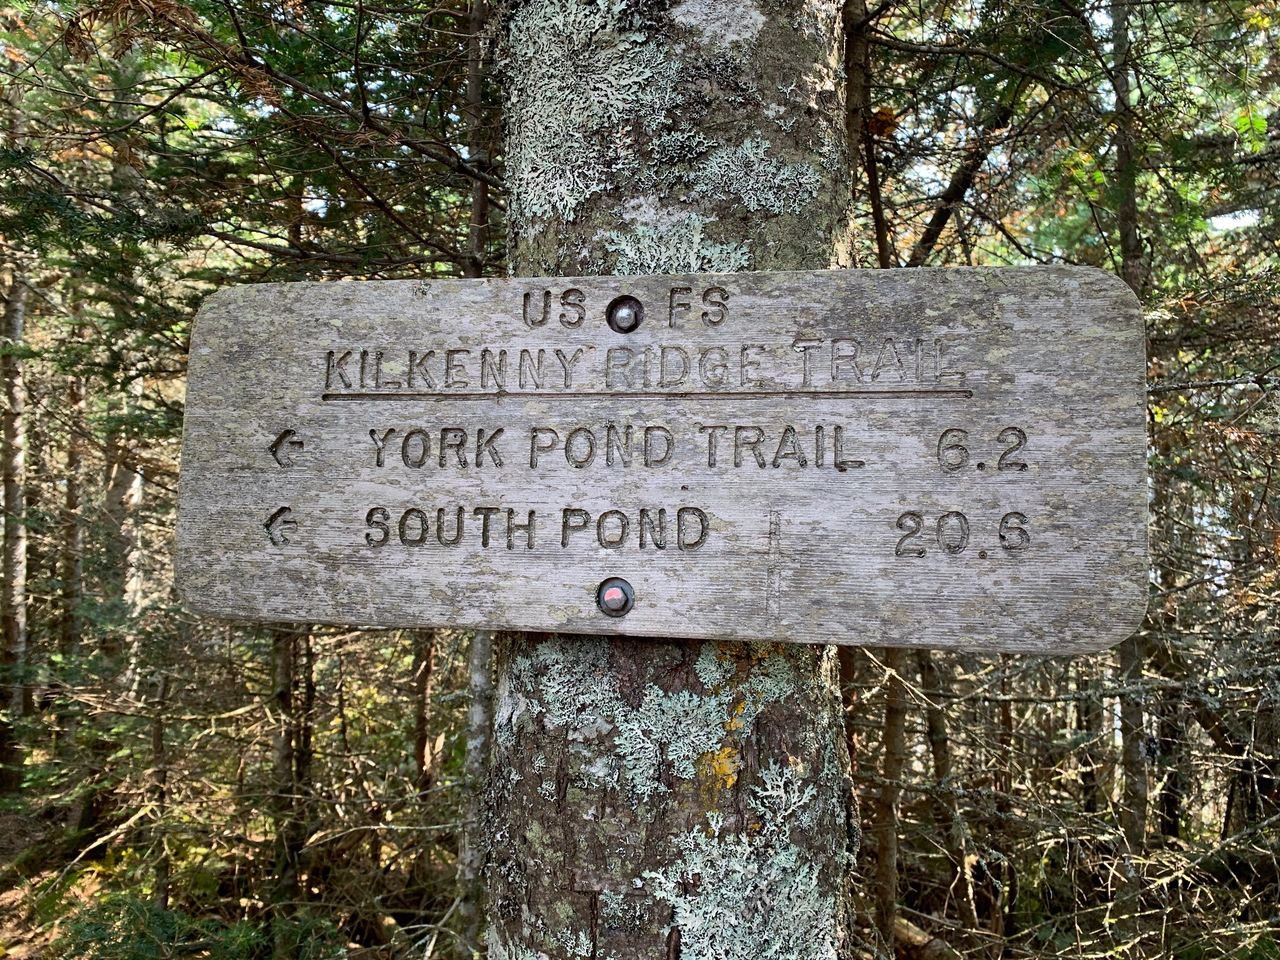 US FS
KILKENNY RIDGE TRAIL
← YORK POND TRAIL 6.2
← SOUTH POND 20.6